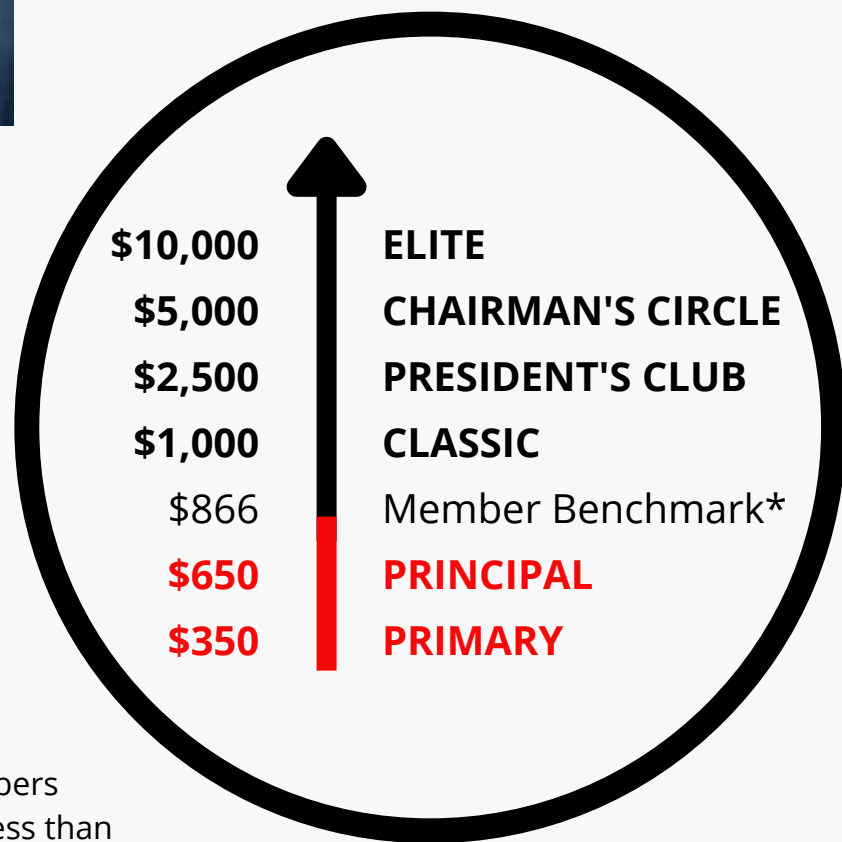 $10,000 ELITE
$5,000 CHAIRMAN'S CIRCLE
$2,500 PRESIDENT'S CLUB
$1,000 CLASSIC
$866 Member Benchmark*
$650 PRINCIPAL
$350 PRIMARY
than